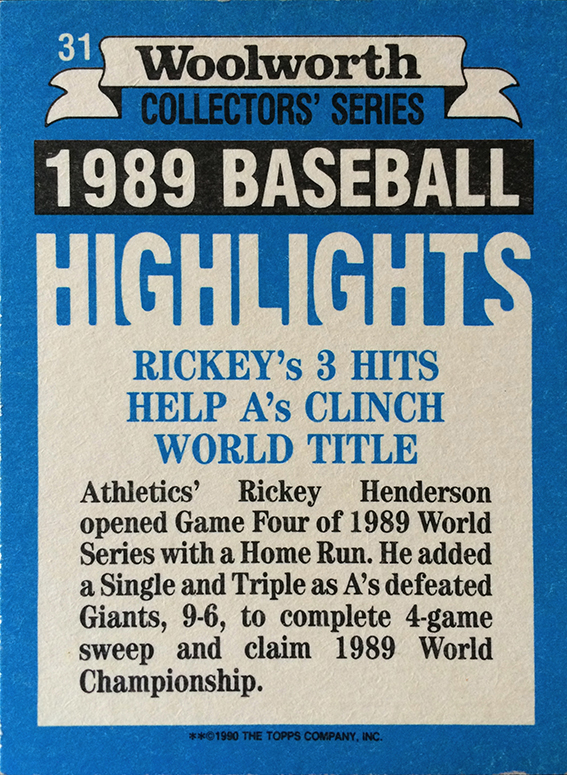 31
Woolworth
COLLECTORS' SERIES
1989 BASEBALL
HIGHLIGHTS
RICKEY's 3 HITS
HELP A's CLINCH
WORLD TITLE
Athletics' Rickey Henderson
opened Game Four of 1989 World
Series with a Home Run. He added
a Single and Triple as A's defeated
Giants, 9-6, to complete 4-game
sweep and claim 1989 World
Championship.
**©1990 THE TOPPS COMPANY, INC.